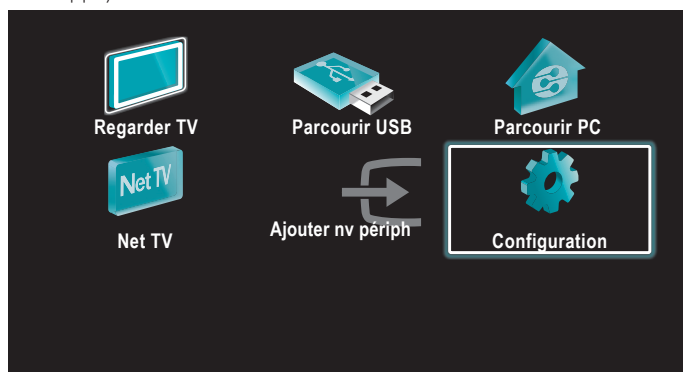 Regarder TV
Parcourir USB
Parcourir PC
Net TV
Net TV
Ajouter nv périph
Configuration